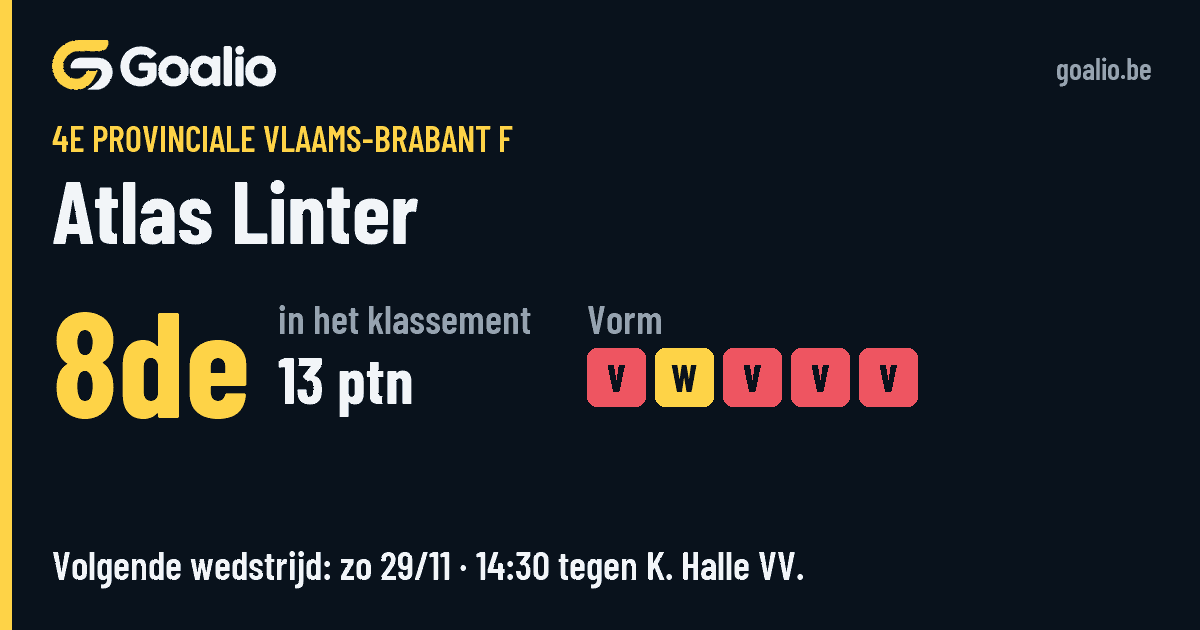 Goalio
goalio.be
4E PROVINCIALE VLAAMS-BRABANT F
Atlas Linter
8de
in het klassement
13 ptn
Vorm
V W V V V
Volgende wedstrijd: zo 29/11 · 14:30 tegen K. Halle VV.